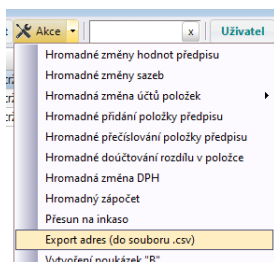 Akce x Uživatel
Hromadné změny hodnot předpisu
Hromadné změny sazeb
Hromadná změna účtů položek
Hromadné přidání položky předpisu
Hromadné přečíslování položky předpisu
Hromadné doúčtování rozdílu v položce
Hromadná změna DPH
Hromadný zápočet
Přesun na inkaso
Export adres (do souboru .csv)
Vytvoření poukázek "B"